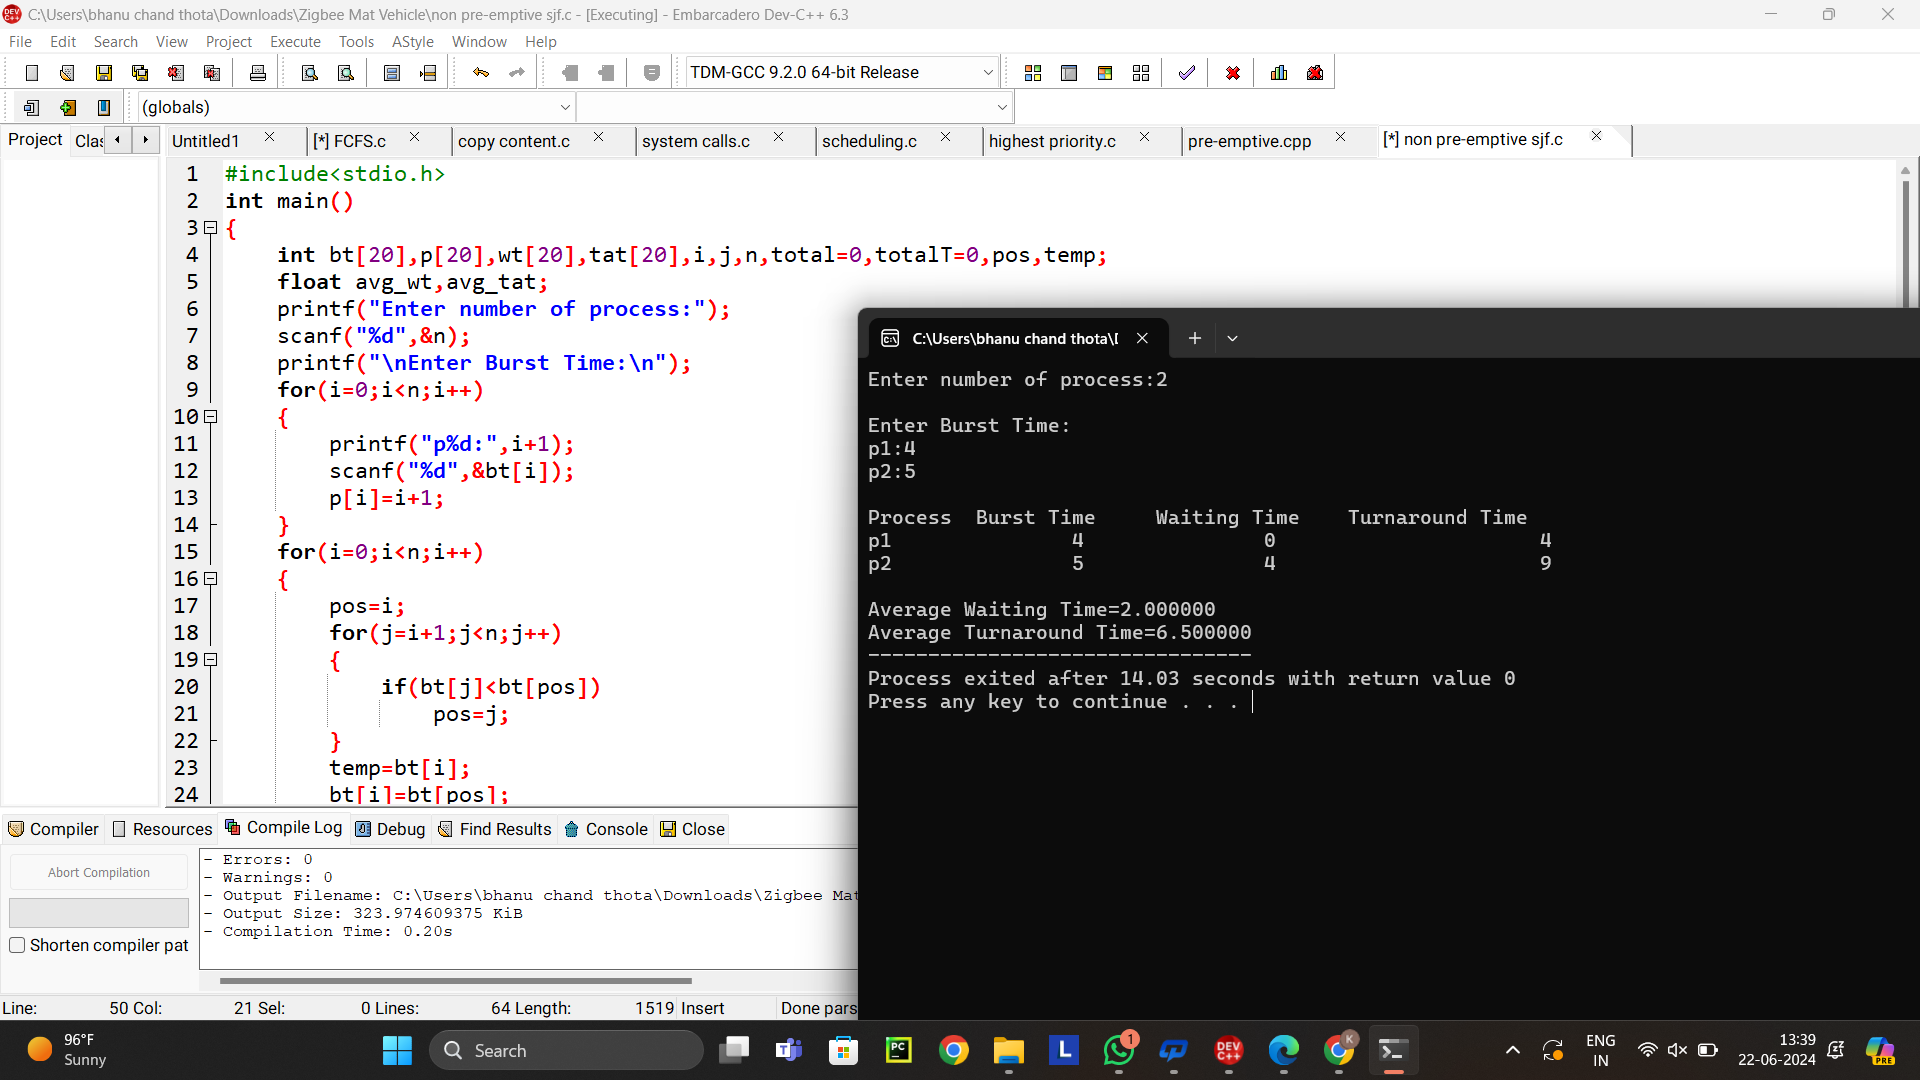 C:\Users\bhanu chand thota\Downloads\Zigbee Mat Vehicle\non pre-emptive sjf.c - [Executing] - Embarcadero Dev-C++ 6.3
File Edit Search View Project Execute Tools AStyle Window Help
TDM-GCC 9.2.0 64-bit Release
(globals)
Project Clas Untitled1 [*] FCFS.c copy content.c system calls.c scheduling.c highest priority.c pre-emptive.cpp [*] non pre-emptive sjf.c
1 #include<stdio.h>
2 int main()
3 {
4 int bt[20],p[20],wt[20],tat[20],i,j,n,total=0,totalT=0,pos,temp;
5 float avg_wt,avg_tat;
6 printf("Enter number of process:");
7 scanf("%d",&n);
8 printf("\nEnter Burst Time:\n");
9 for(i=0;i<n;i++)
10 {
11 printf("p%d:",i+1);
12 scanf("%d",&bt[i]);
13 p[i]=i+1;
14 }
15 for(i=0;i<n;i++)
16 {
17 pos=i;
18 for(j=i+1;j<n;j++)
19 {
20 if(bt[j]<bt[pos])
21 pos=j;
22 }
23 temp=bt[i];
24 bt[i]=bt[pos];
C:\Users\bhanu chand thota\[
Enter number of process:2
Enter Burst Time:
p1:4
p2:5
Process Burst Time Waiting Time Turnaround Time
p1 4 0 4
p2 5 4 9
Average Waiting Time=2.000000
Average Turnaround Time=6.500000
--------------------------------
Process exited after 14.03 seconds with return value 0
Press any key to continue . . .
Compiler Resources Compile Log Debug Find Results Console Close
Abort Compilation
Shorten compiler pat
- Errors: 0
- Warnings: 0
- Output Filename: C:\Users\bhanu chand thota\Downloads\Zigbee Mat
- Output Size: 323.974609375 KiB
- Compilation Time: 0.20s
Line: 50 Col: 21 Sel: 0 Lines: 64 Length: 1519 Insert Done pars
96°F
Sunny
Search
PC
L
1
DEV
C++
K
ENG
IN
13:39
22-06-2024
PRE